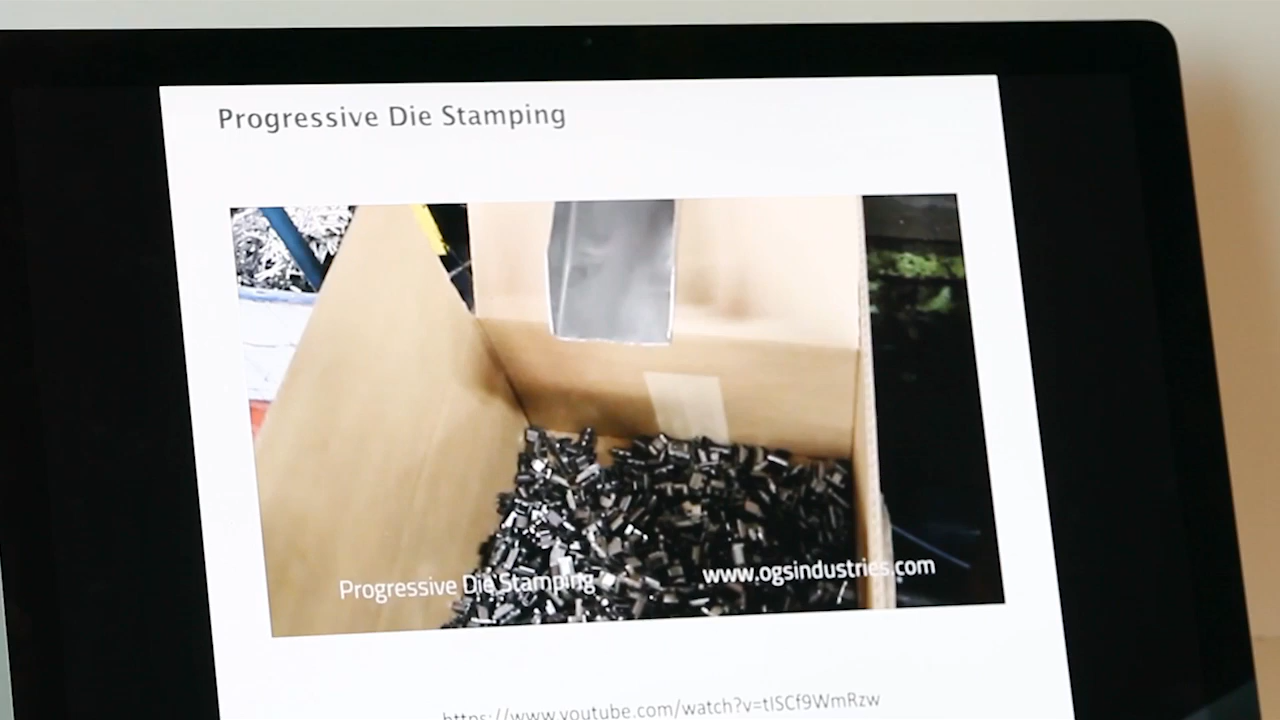 Progressive Die Stamping
Progressive Die Stamping
www.ogsindustries.com
https://www.youtube.com/watch?v=tISCf9WmRzw